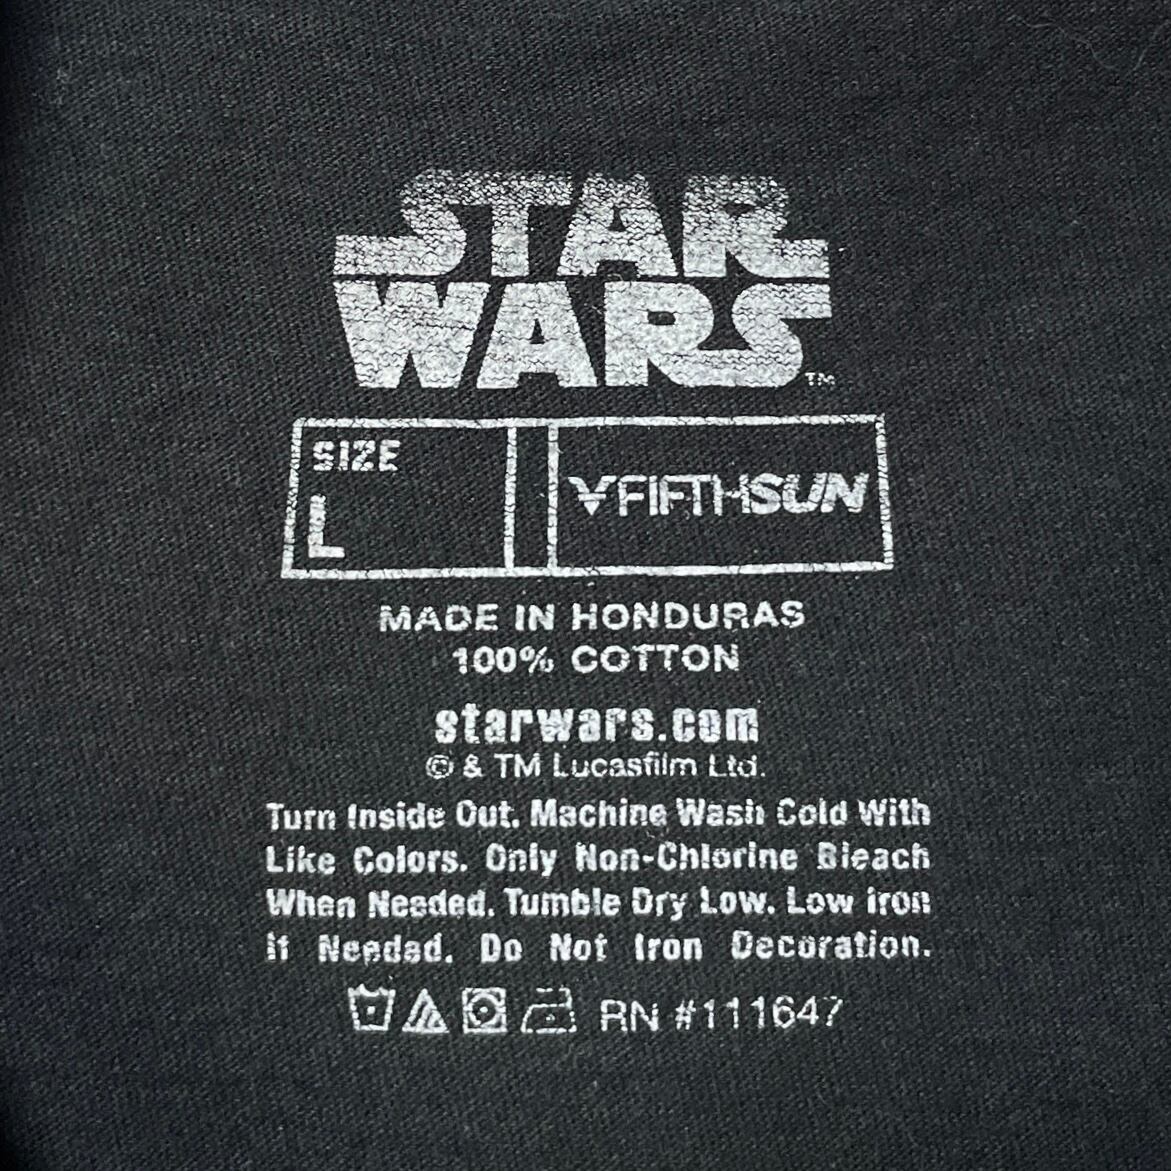 STAR
WARS™
SIZE
L
FIFTHSUN
MADE IN HONDURAS
100% COTTON
starwars.com
© & TM Lucasfilm Ltd.
Turn Inside Out. Machine Wash Cold With
Like Colors. Only Non-Chlorine Bleach
When Needed. Tumble Dry Low. Low Iron
If Needed. Do Not Iron Decoration.
RN #111647